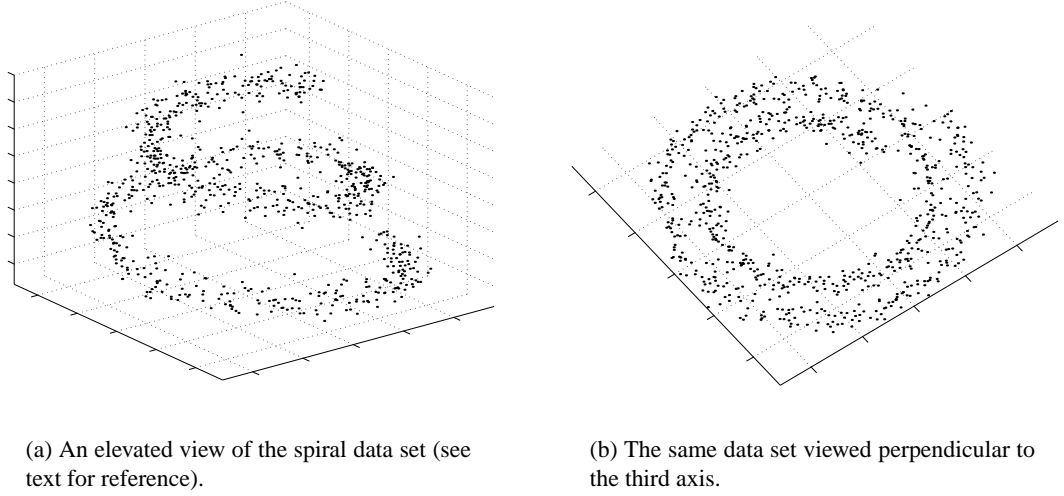 (a) An elevated view of the spiral data set (see
text for reference).
(b) The same data set viewed perpendicular to
the third axis.